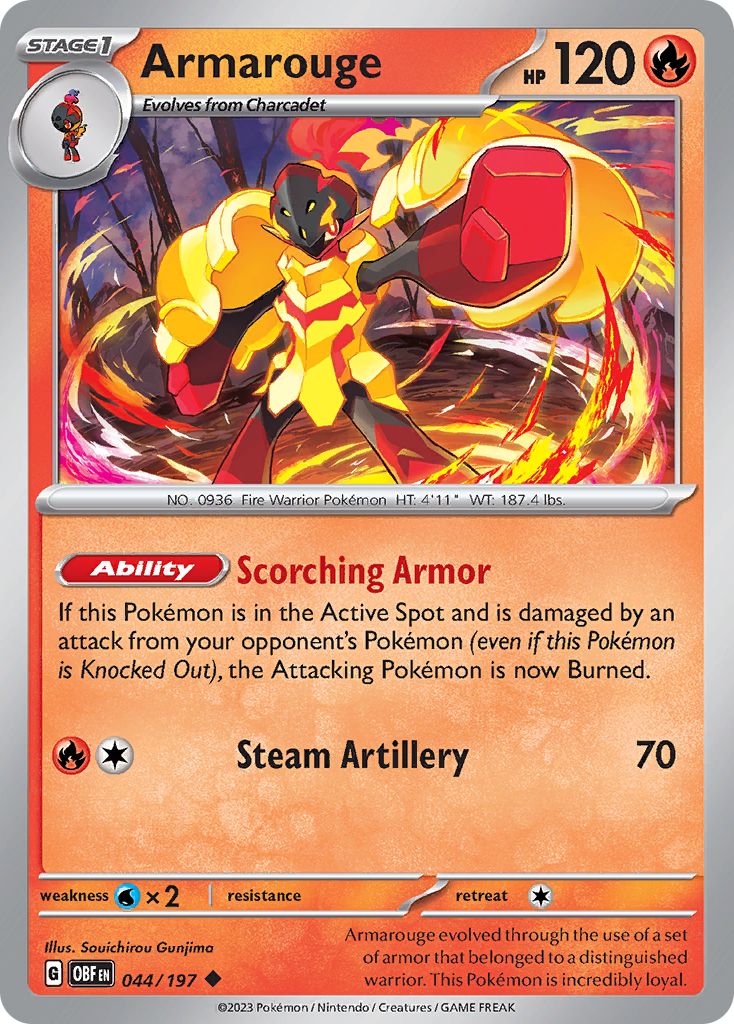 STAGE1
Armarouge
HP 120
Evolves from Charcadet
NO. 0936 Fire Warrior Pokémon HT: 4'11" WT: 187.4 lbs.
Ability Scorching Armor
If this Pokémon is in the Active Spot and is damaged by an
attack from your opponent's Pokémon (even if this Pokémon
is Knocked Out), the Attacking Pokémon is now Burned.
Steam Artillery 70
weakness ×2 resistance retreat
Illus. Souichirou Gunjima
G OBF EN 044/197
Armarouge evolved through the use of a set
of armor that belonged to a distinguished
warrior. This Pokémon is incredibly loyal.
©2023 Pokémon / Nintendo / Creatures / GAME FREAK